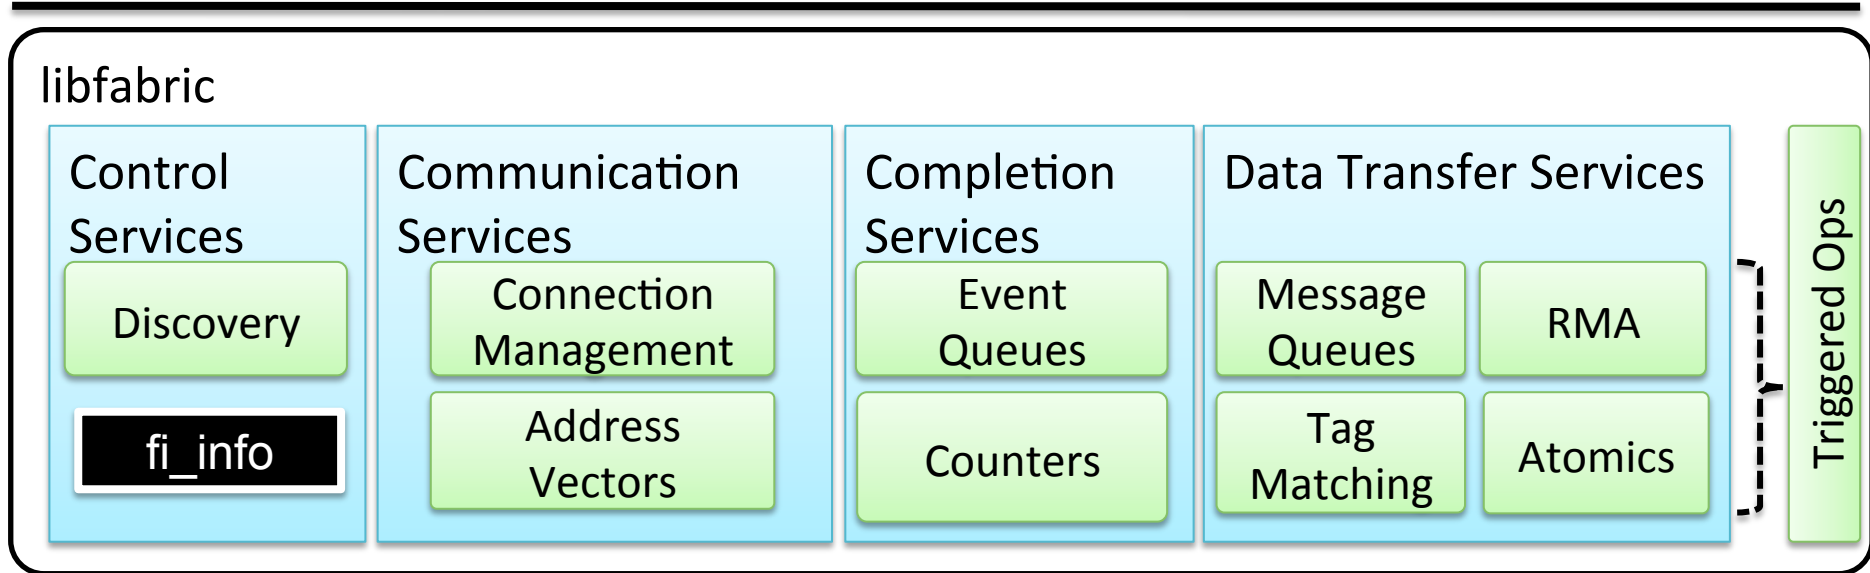 libfabric
Control
Services
Discovery
fi_info
Communication
Services
Connection
Management
Address
Vectors
Completion
Services
Event
Queues
Counters
Data Transfer Services
Message
Queues
RMA
Tag
Matching
Atomics
Triggered Ops